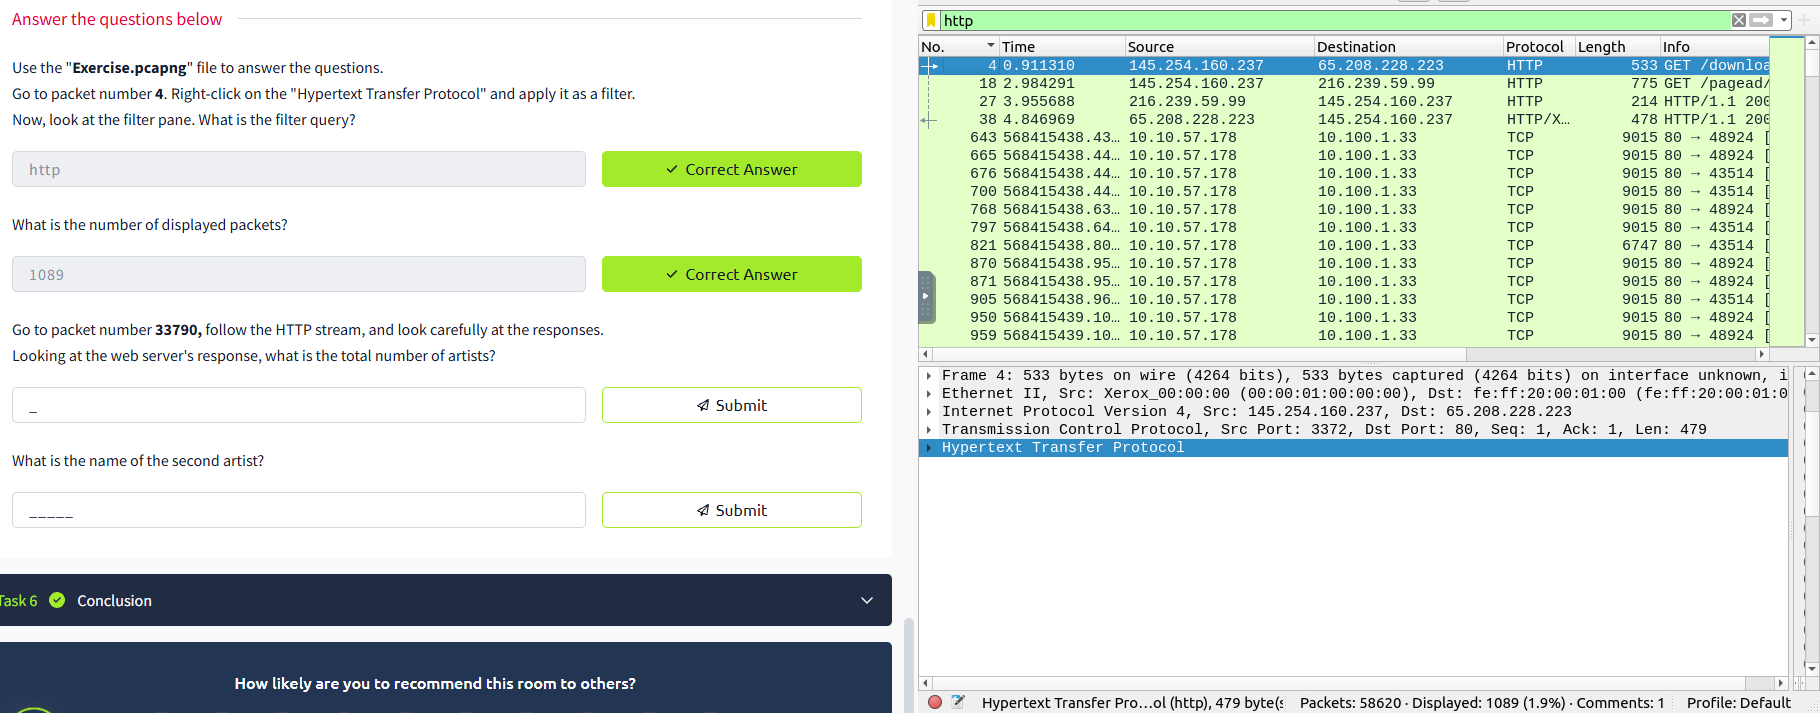 Answer the questions below
Use the "Exercise.pcapng" file to answer the questions.
Go to packet number 4. Right-click on the "Hypertext Transfer Protocol" and apply it as a filter.
Now, look at the filter pane. What is the filter query?
http
Correct Answer
What is the number of displayed packets?
1089
Correct Answer
Go to packet number 33790, follow the HTTP stream, and look carefully at the responses.
Looking at the web server's response, what is the total number of artists?
_
Submit
What is the name of the second artist?
_____
Submit
Task 6 Conclusion
How likely are you to recommend this room to others?
http
No. Time Source Destination Protocol Length Info
4 0.911310 145.254.160.237 65.208.228.223 HTTP 533 GET /downloa
18 2.984291 145.254.160.237 216.239.59.99 HTTP 775 GET /pagead/
27 3.955688 216.239.59.99 145.254.160.237 HTTP 214 HTTP/1.1 200
38 4.846969 65.208.228.223 145.254.160.237 HTTP/X… 478 HTTP/1.1 200
643 568415438.43… 10.10.57.178 10.100.1.33 TCP 9015 80 → 48924 [
665 568415438.44… 10.10.57.178 10.100.1.33 TCP 9015 80 → 48924 [
676 568415438.44… 10.10.57.178 10.100.1.33 TCP 9015 80 → 43514 [
700 568415438.44… 10.10.57.178 10.100.1.33 TCP 9015 80 → 43514 [
768 568415438.63… 10.10.57.178 10.100.1.33 TCP 9015 80 → 48924 [
797 568415438.64… 10.10.57.178 10.100.1.33 TCP 9015 80 → 43514 [
821 568415438.80… 10.10.57.178 10.100.1.33 TCP 6747 80 → 43514 [
870 568415438.95… 10.10.57.178 10.100.1.33 TCP 9015 80 → 48924 [
871 568415438.95… 10.10.57.178 10.100.1.33 TCP 9015 80 → 48924 [
905 568415438.96… 10.10.57.178 10.100.1.33 TCP 9015 80 → 43514 [
950 568415439.10… 10.10.57.178 10.100.1.33 TCP 9015 80 → 48924 [
959 568415439.10… 10.10.57.178 10.100.1.33 TCP 9015 80 → 48924 [
Frame 4: 533 bytes on wire (4264 bits), 533 bytes captured (4264 bits) on interface unknown, i
Ethernet II, Src: Xerox_00:00:00 (00:00:01:00:00:00), Dst: fe:ff:20:00:01:00 (fe:ff:20:00:01:0
Internet Protocol Version 4, Src: 145.254.160.237, Dst: 65.208.228.223
Transmission Control Protocol, Src Port: 3372, Dst Port: 80, Seq: 1, Ack: 1, Len: 479
Hypertext Transfer Protocol
Hypertext Transfer Pro…ol (http), 479 byte(s Packets: 58620 · Displayed: 1089 (1.9%) · Comments: 1 Profile: Default